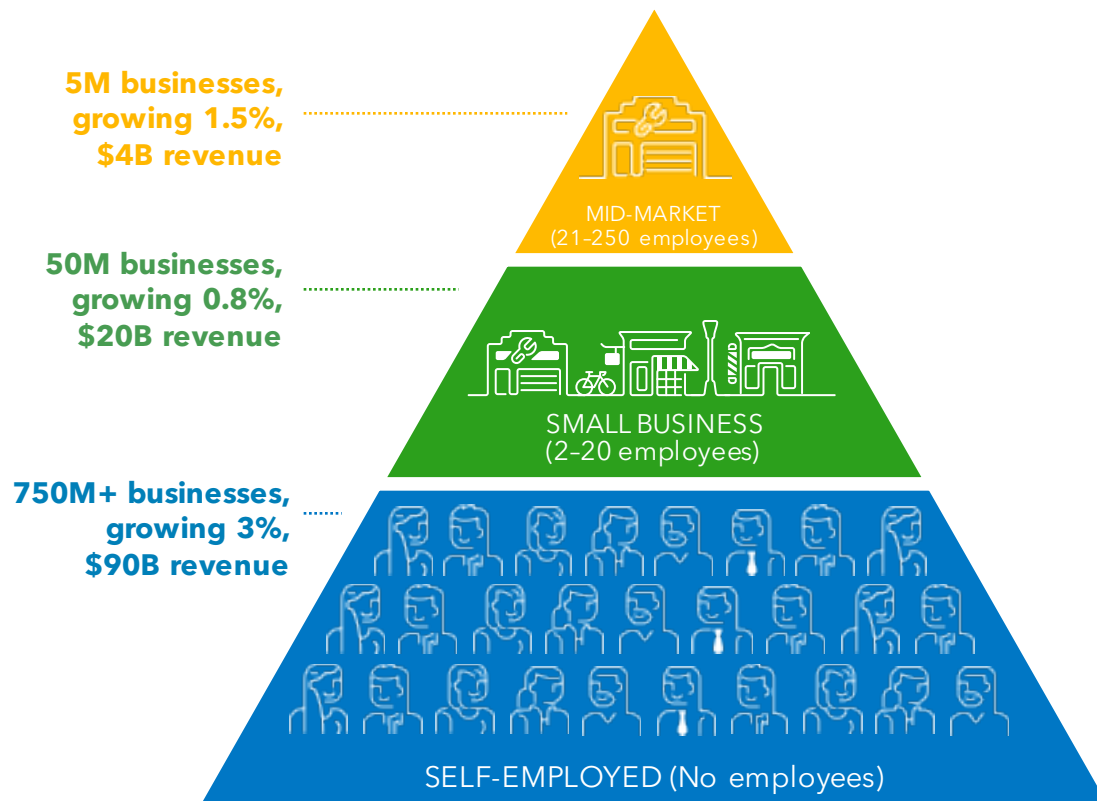 5M businesses,
growing 1.5%,
$4B revenue
MID-MARKET
(21–250 employees)
50M businesses,
growing 0.8%,
$20B revenue
SMALL BUSINESS
(2–20 employees)
750M+ businesses,
growing 3%,
$90B revenue
SELF-EMPLOYED (No employees)